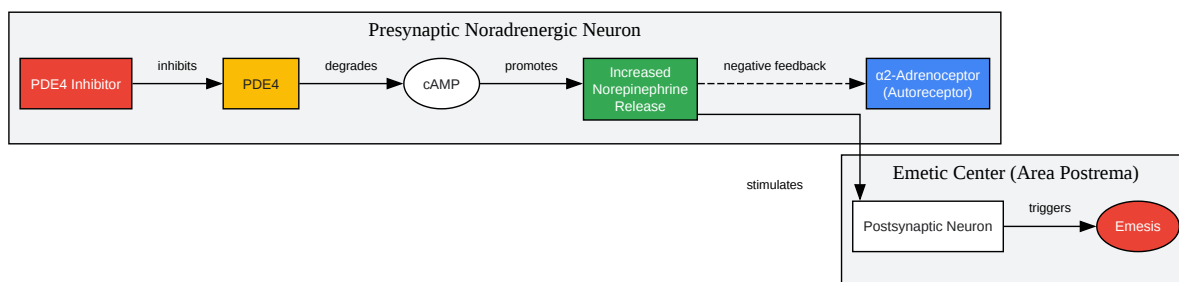 Presynaptic Noradrenergic Neuron
PDE4 Inhibitor
inhibits
PDE4
degrades
cAMP
promotes
Increased
Norepinephrine
Release
negative feedback
α2-Adrenoceptor
(Autoreceptor)
stimulates
Emetic Center (Area Postrema)
Postsynaptic Neuron
triggers
Emesis